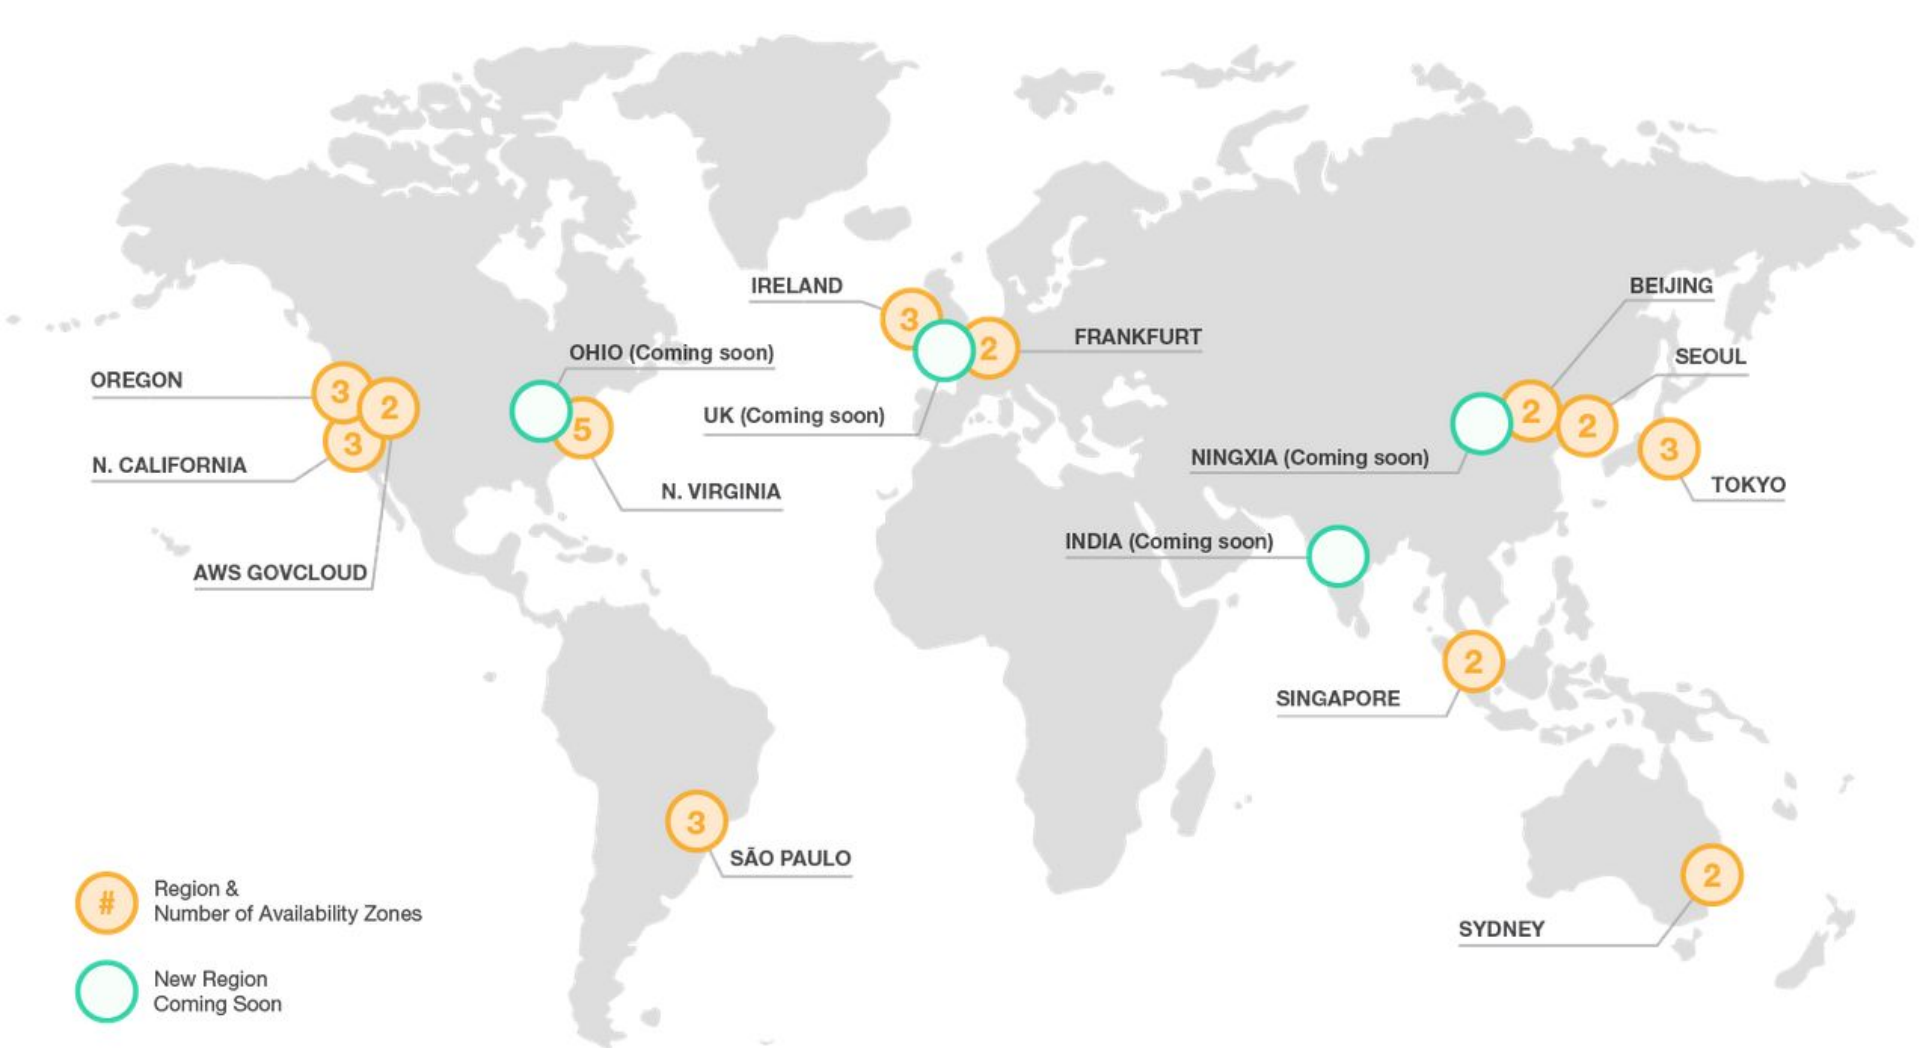 IRELAND
BEIJING
FRANKFURT
3
2
OHIO (Coming soon)
SEOUL
OREGON
3
2
UK (Coming soon)
2
2
5
3
3
N. CALIFORNIA
NINGXIA (Coming soon)
N. VIRGINIA
TOKYO
INDIA (Coming soon)
AWS GOVCLOUD
2
SINGAPORE
3
SÃO PAULO
2
SYDNEY
#
Region &
Number of Availability Zones
New Region
Coming Soon